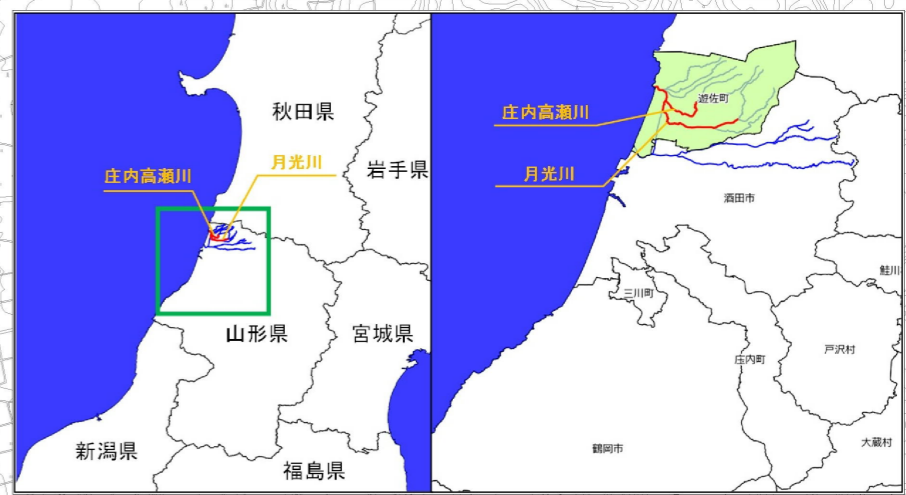 秋田県
月光川
岩手県
庄内高瀬川
山形県
宮城県
新潟県
福島県
遊佐町
庄内高瀬川
月光川
酒田市
鮭川
三川町
戸沢村
庄内町
鶴岡市
大蔵村